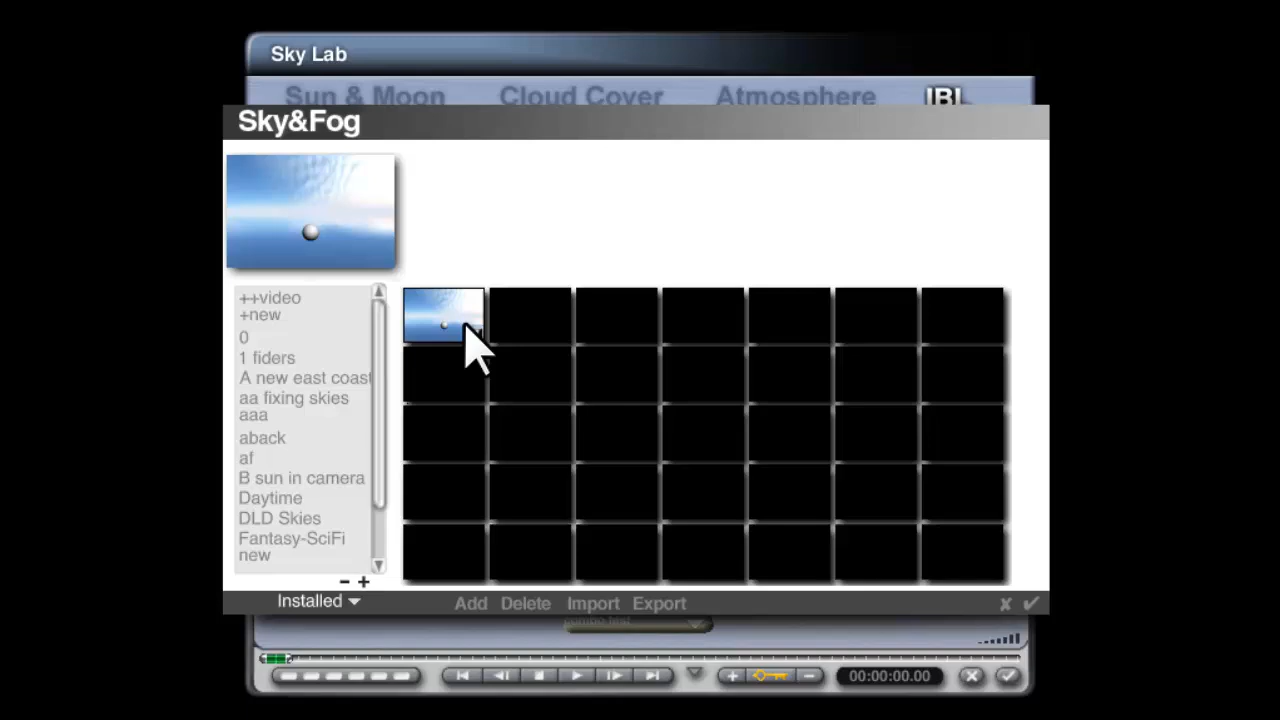 Sky Lab
Sun & Moon Cloud Cover Atmosphere IBL
Sky&Fog
++video
+new
0
1 fiders
A new east coast
aa fixing skies
aaa
aback
af
B sun in camera
Daytime
DLD Skies
Fantasy-SciFi
new
Installed Add Delete Import Export
00:00:00.00